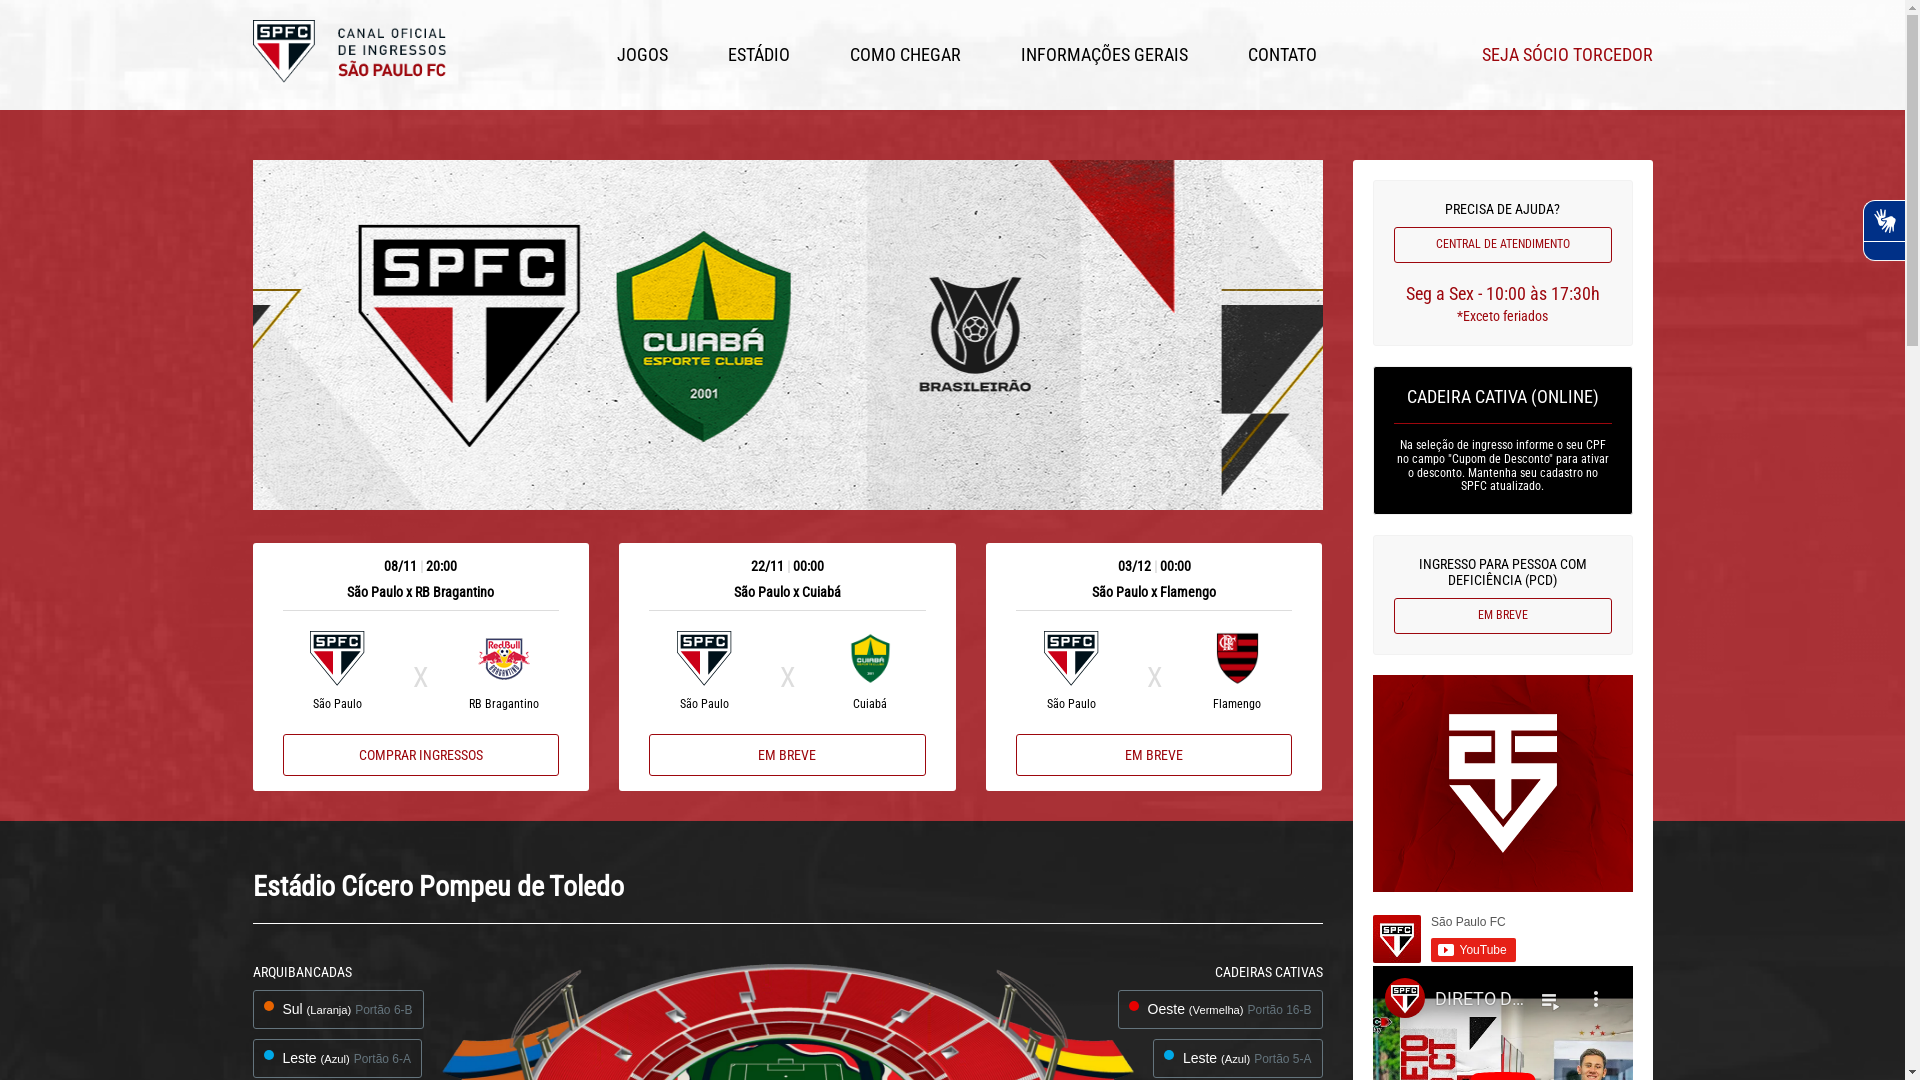 SPFC
CANAL OFICIAL
DE INGRESSOS
SÃO PAULO FC
JOGOS
ESTÁDIO
COMO CHEGAR
INFORMAÇÕES GERAIS
CONTATO
SEJA SÓCIO TORCEDOR
SPFC
CUIABÁ
ESPORTE CLUBE
2001
BRASILEIRÃO
PRECISA DE AJUDA?
CENTRAL DE ATENDIMENTO
Seg a Sex - 10:00 às 17:30h
*Exceto feriados
CADEIRA CATIVA (ONLINE)
Na seleção de ingresso informe o seu CPF
no campo "Cupom de Desconto" para ativar
o desconto. Mantenha seu cadastro no
SPFC atualizado.
INGRESSO PARA PESSOA COM
DEFICIÊNCIA (PCD)
EM BREVE
08/11 | 20:00
São Paulo x RB Bragantino
SPFC
X
Red Bull
BRAGANTINO
São Paulo
RB Bragantino
COMPRAR INGRESSOS
22/11 | 00:00
São Paulo x Cuiabá
SPFC
X
CUIABÁ
São Paulo
Cuiabá
EM BREVE
03/12 | 00:00
São Paulo x Flamengo
SPFC
X
São Paulo
Flamengo
EM BREVE
Estádio Cícero Pompeu de Toledo
ARQUIBANCADAS
Sul (Laranja) Portão 6-B
Leste (Azul) Portão 6-A
CADEIRAS CATIVAS
Oeste (Vermelha) Portão 16-B
Leste (Azul) Portão 5-A
SPFC
São Paulo FC
YouTube
SPFC
DIRETO D...